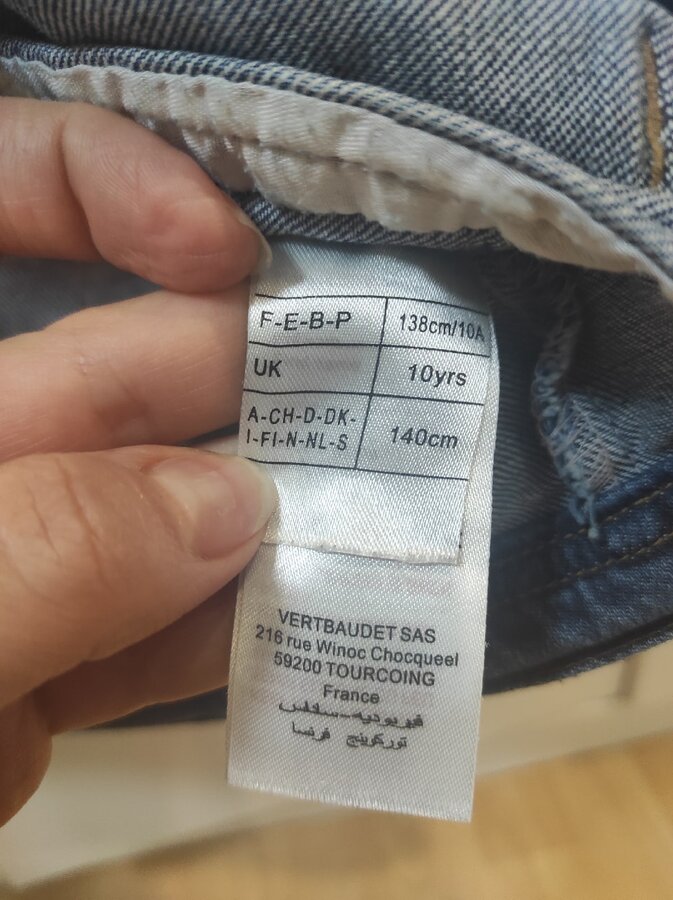 F-E-B-P 138cm/10A
UK 10yrs
A-CH-D-DK-
I-FI-N-NL-S 140cm
VERTBAUDET SAS
216 rue Winoc Chocqueel
59200 TOURCOING
France
توركوينج فرنسا